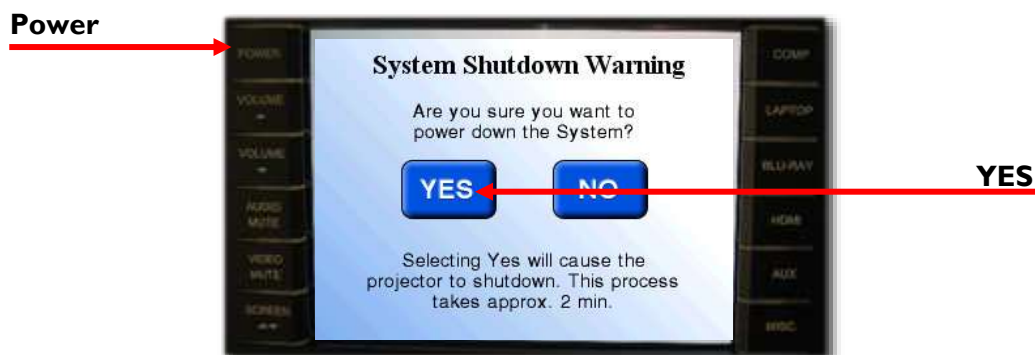 Power
POWER
VOLUME
VOLUME
AUDIO
MUTE
VIDEO
MUTE
SCREEN
System Shutdown Warning
Are you sure you want to
power down the System?
YES
NO
Selecting Yes will cause the
projector to shutdown. This process
takes approx. 2 min.
COMP
LAPTOP
BLU-RAY
HDMI
AUX
MISC
YES